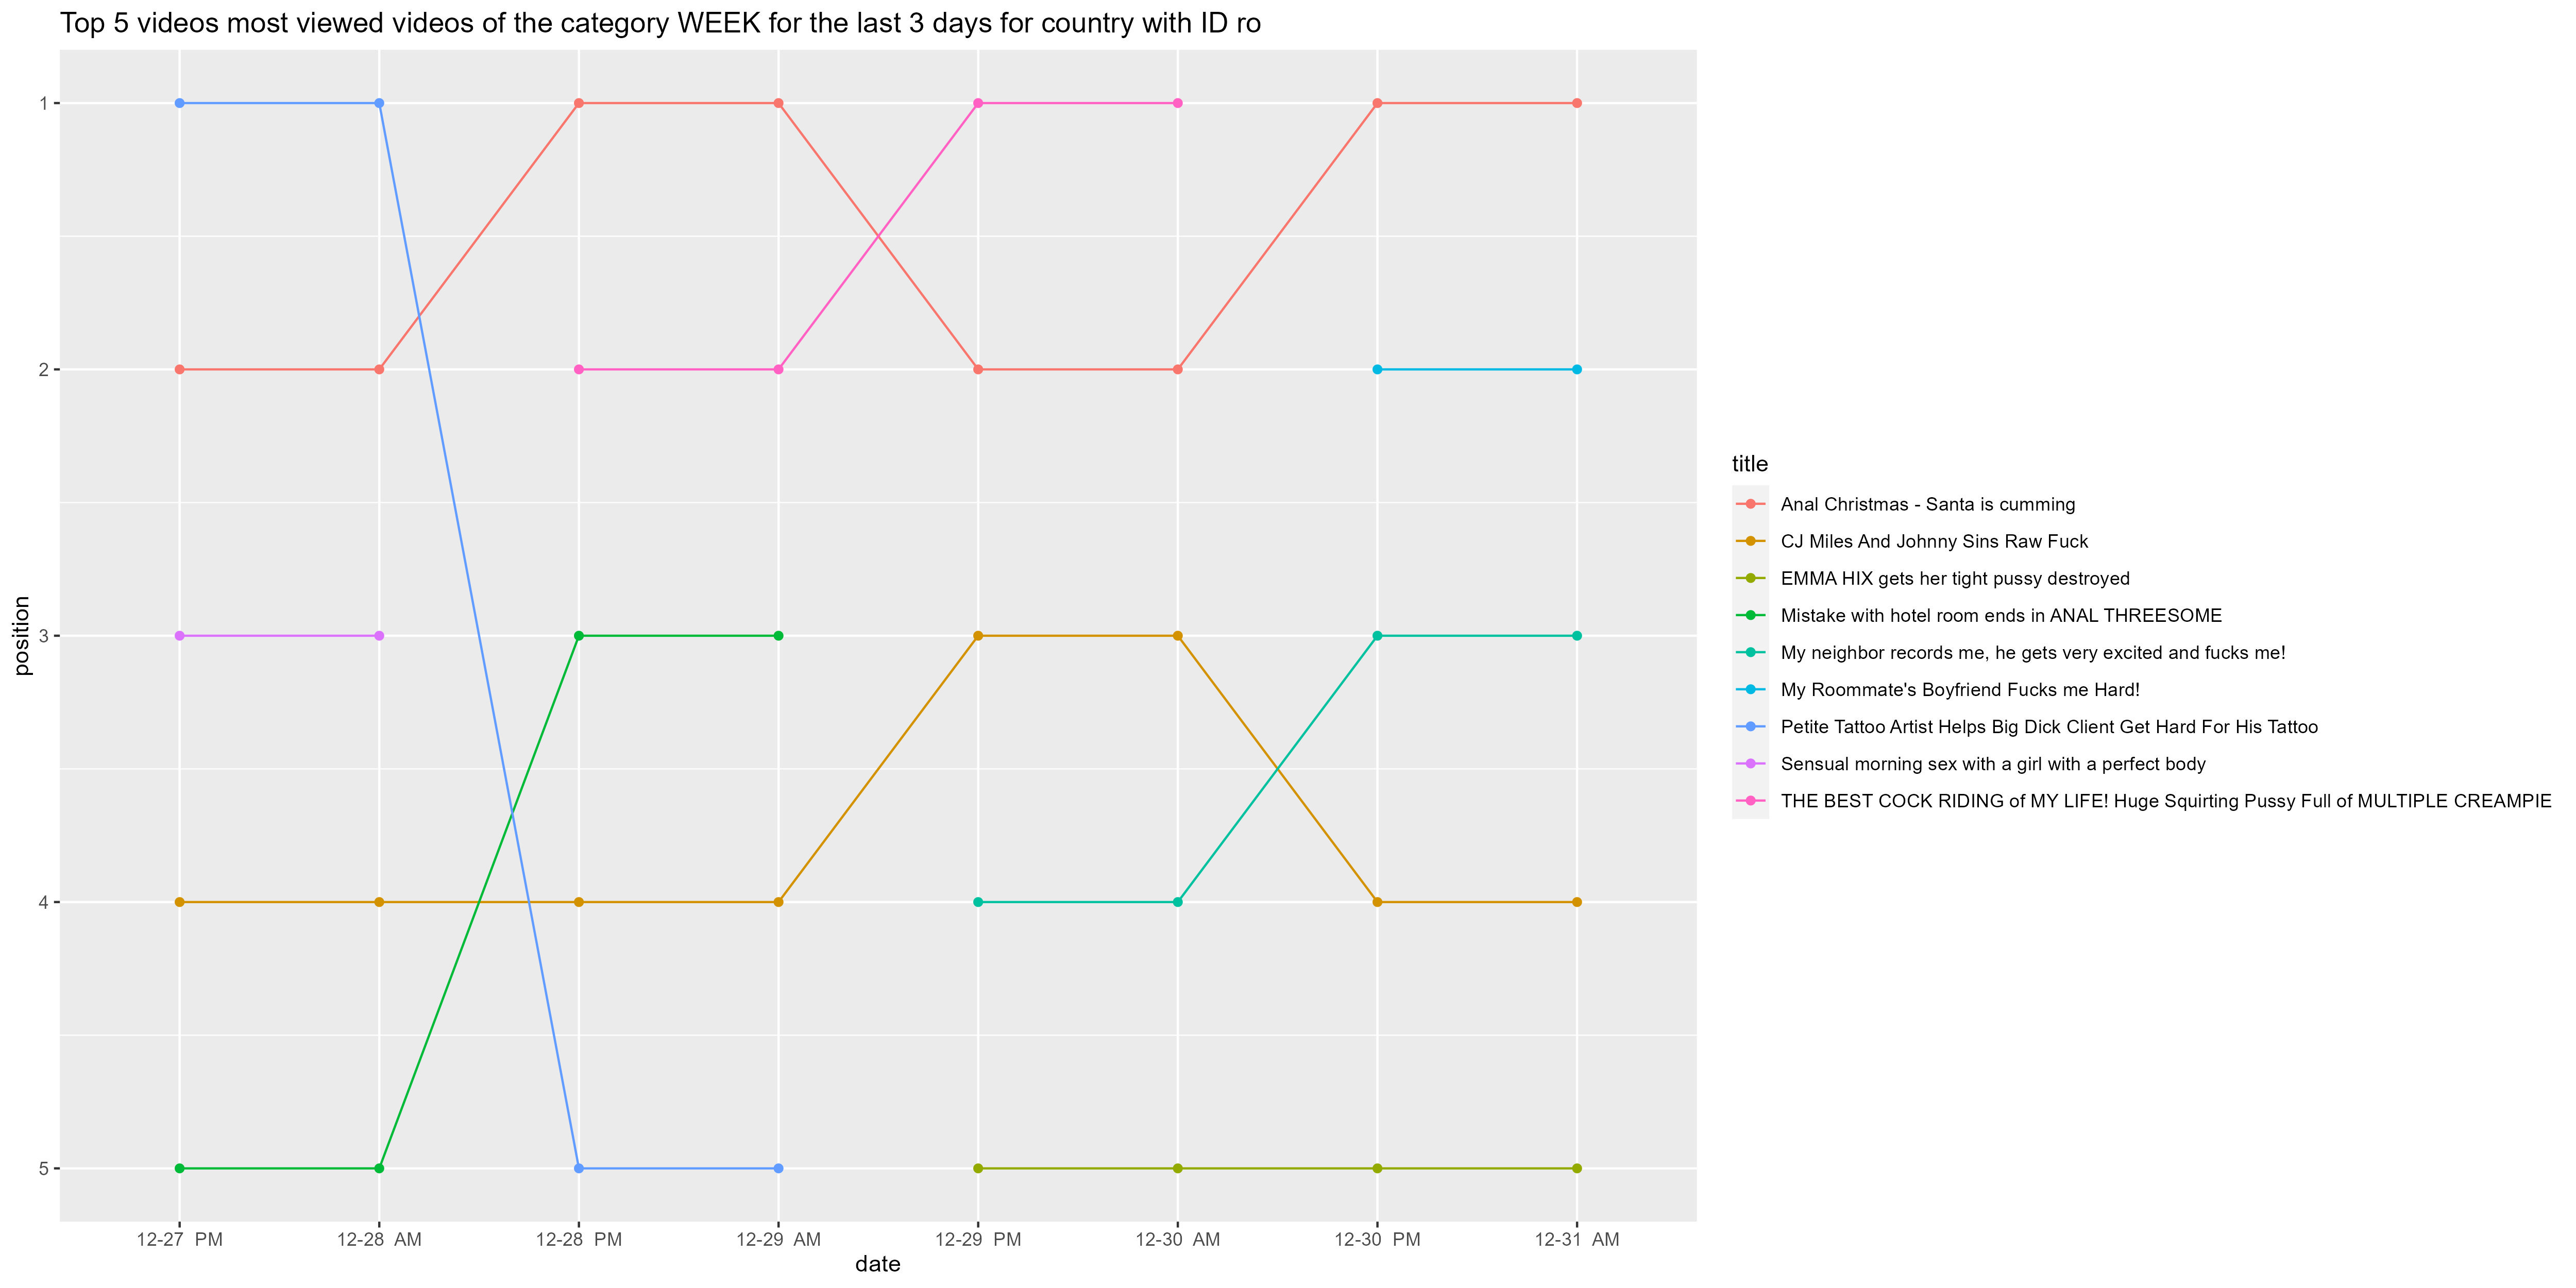 Top 5 videos most viewed videos of the category WEEK for the last 3 days for country with ID ro
position
1
2
3
4
5
12-27 PM
12-28 AM
12-28 PM
12-29 AM
12-29 PM
12-30 AM
12-30 PM
12-31 AM
date
title
Anal Christmas - Santa is cumming
CJ Miles And Johnny Sins Raw Fuck
EMMA HIX gets her tight pussy destroyed
Mistake with hotel room ends in ANAL THREESOME
My neighbor records me, he gets very excited and fucks me!
My Roommate's Boyfriend Fucks me Hard!
Petite Tattoo Artist Helps Big Dick Client Get Hard For His Tattoo
Sensual morning sex with a girl with a perfect body
THE BEST COCK RIDING of MY LIFE! Huge Squirting Pussy Full of MULTIPLE CREAMPIE